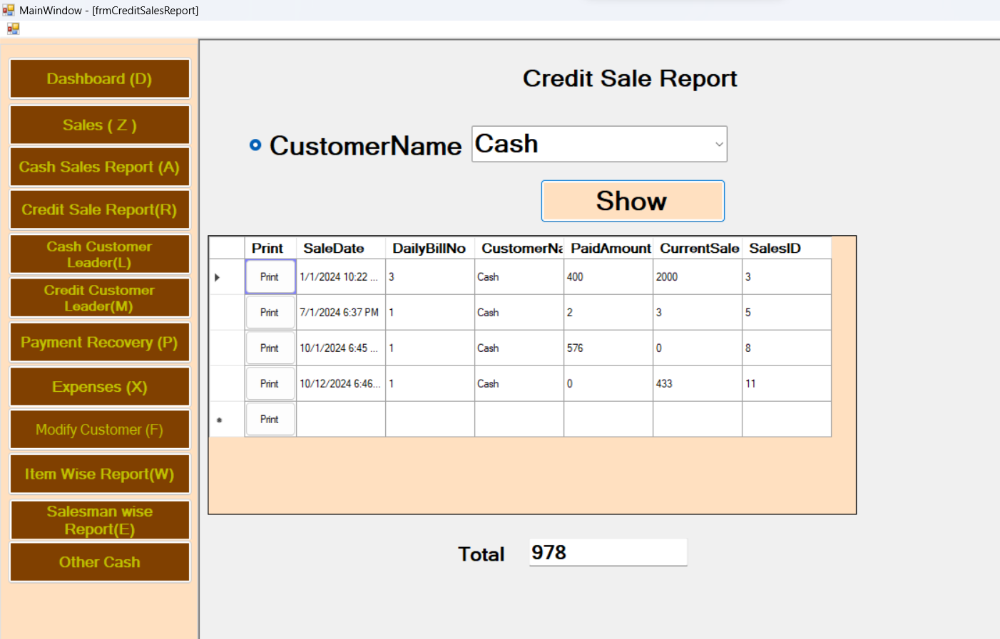 MainWindow - [frmCreditSalesReport]
Dashboard (D)
Sales ( Z )
Cash Sales Report (A)
Credit Sale Report(R)
Cash Customer
Leader(L)
Credit Customer
Leader(M)
Payment Recovery (P)
Expenses (X)
Modify Customer (F)
Item Wise Report(W)
Salesman wise
Report(E)
Other Cash
Credit Sale Report
CustomerName Cash
Show
Print SaleDate DailyBillNo CustomerNa PaidAmount CurrentSale SalesID
Print 1/1/2024 10:22 ... 3 Cash 400 2000 3
Print 7/1/2024 6:37 PM 1 Cash 2 3 5
Print 10/1/2024 6:45 ... 1 Cash 576 0 8
Print 10/12/2024 6:46... 1 Cash 0 433 11
Print
Total 978